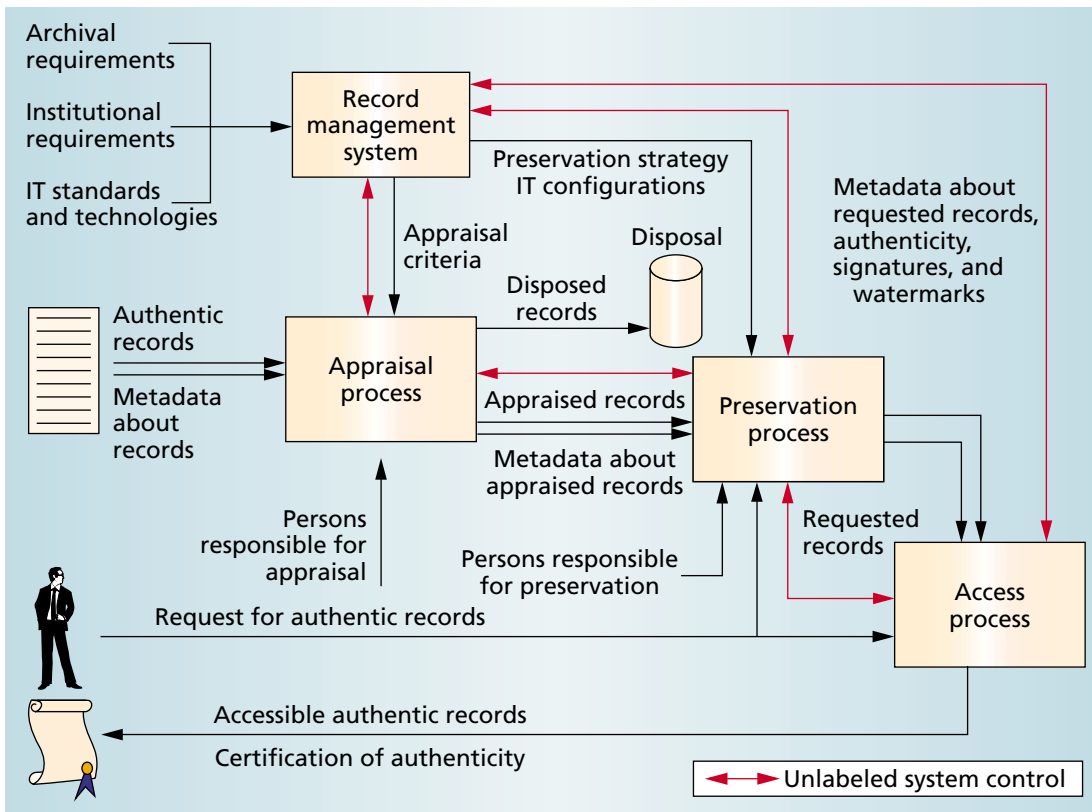 Archival
requirements
Institutional
requirements
IT standards
and technologies
Record
management
system
Preservation strategy
IT configurations
Metadata about
requested records,
authenticity,
signatures, and
watermarks
Appraisal
criteria
Disposal
Disposed
records
Authentic
records
Metadata
about
records
Appraisal
process
Appraised records
Metadata about
appraised records
Preservation
process
Persons
responsible for
appraisal
Persons responsible
for preservation
Requested
records
Access
process
Request for authentic records
Accessible authentic records
Certification of authenticity
Unlabeled system control